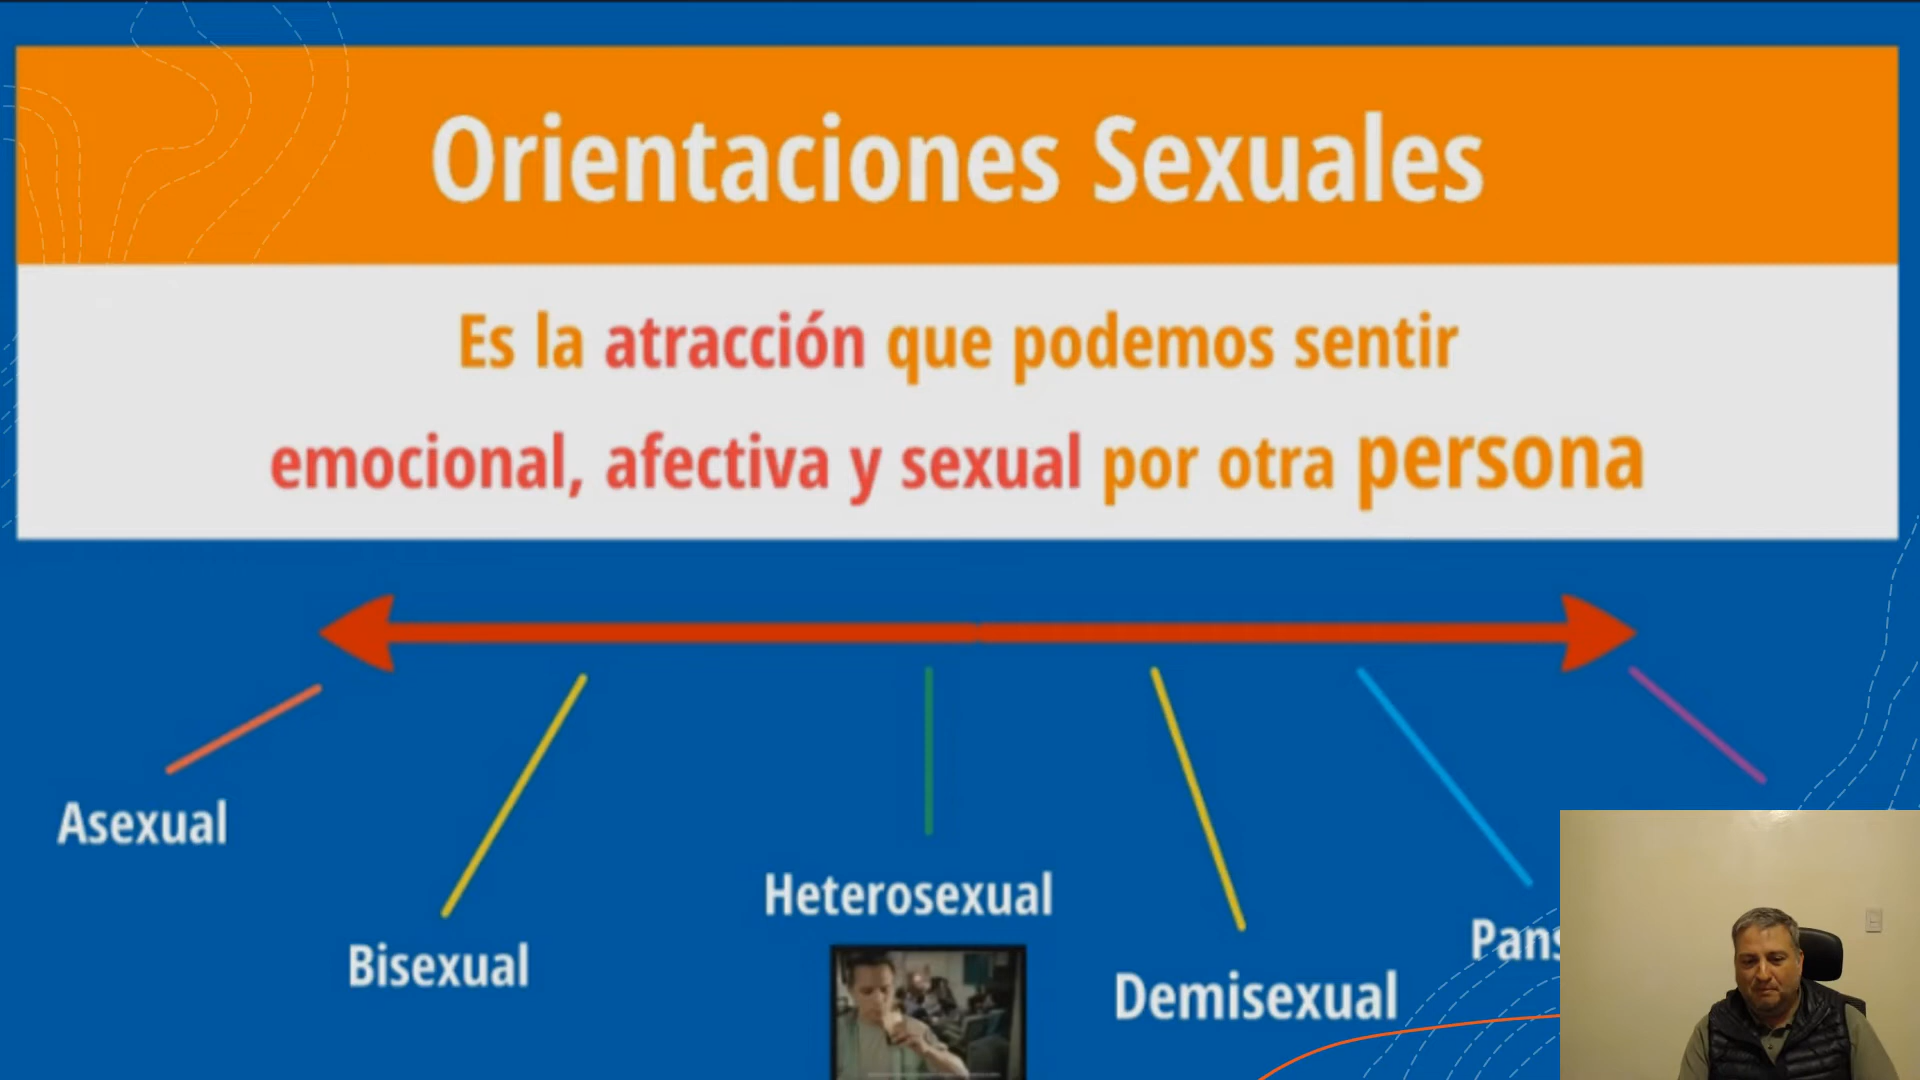 Orientaciones Sexuales
Es la atracción que podemos sentir
emocional, afectiva y sexual por otra persona
Asexual
Heterosexual
Bisexual
Demisexual